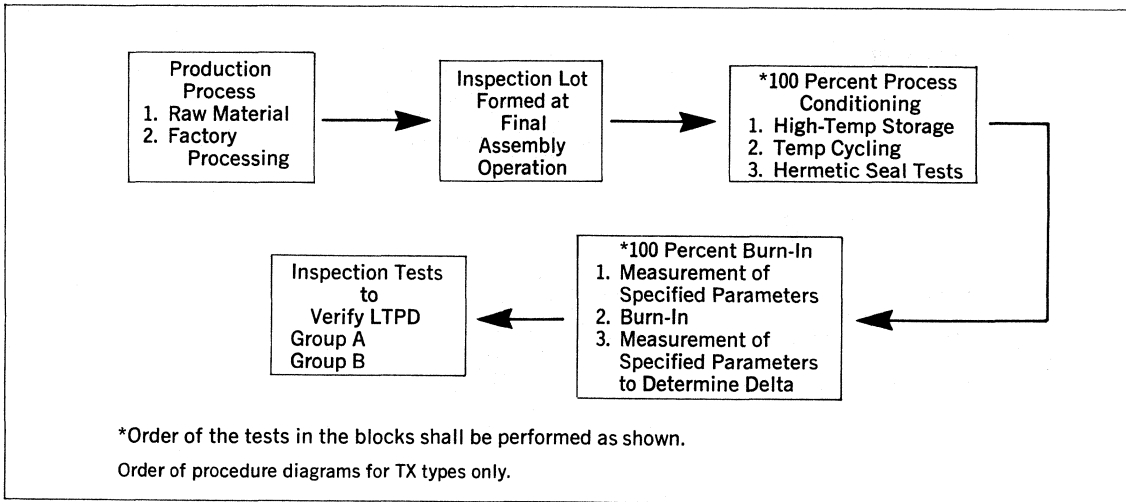 Production
Process
1. Raw Material
2. Factory
Processing
Inspection Lot
Formed at
Final
Assembly
Operation
*100 Percent Process
Conditioning
1. High-Temp Storage
2. Temp Cycling
3. Hermetic Seal Tests
*100 Percent Burn-In
1. Measurement of
Specified Parameters
2. Burn-In
3. Measurement of
Specified Parameters
to Determine Delta
Inspection Tests
to
Verify LTPD
Group A
Group B
*Order of the tests in the blocks shall be performed as shown.
Order of procedure diagrams for TX types only.